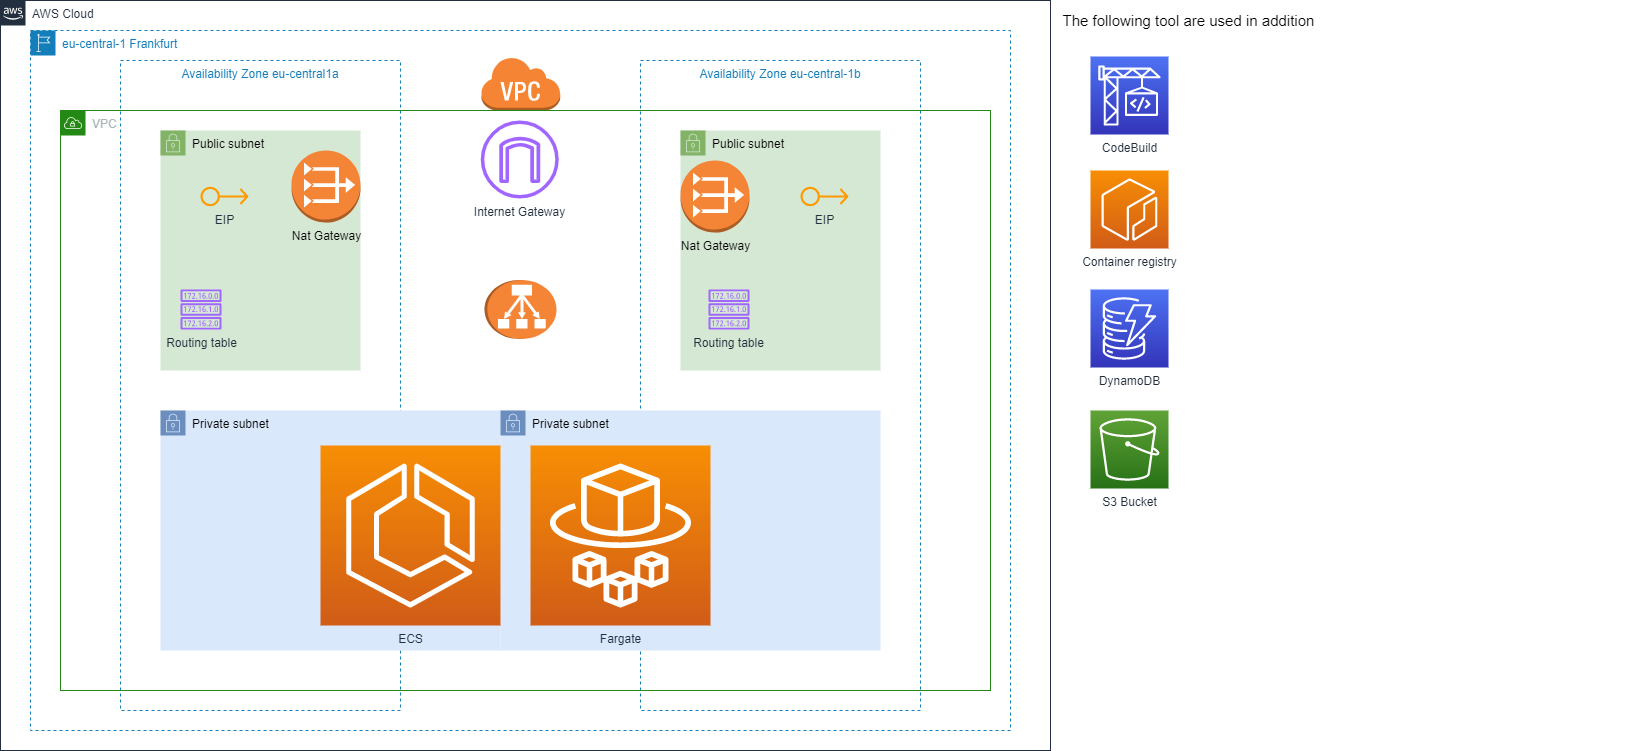 aws
AWS Cloud
The following tool are used in addition
eu-central-1 Frankfurt
Availability Zone eu-central1a
Availability Zone eu-central-1b
VPC
VPC
Public subnet
Public subnet
CodeBuild
EIP
Nat Gateway
Internet Gateway
Nat Gateway
EIP
Container registry
172.16.0.0
172.16.1.0
172.16.2.0
Routing table
172.16.0.0
172.16.1.0
172.16.2.0
Routing table
DynamoDB
Private subnet
Private subnet
S3 Bucket
ECS
Fargate